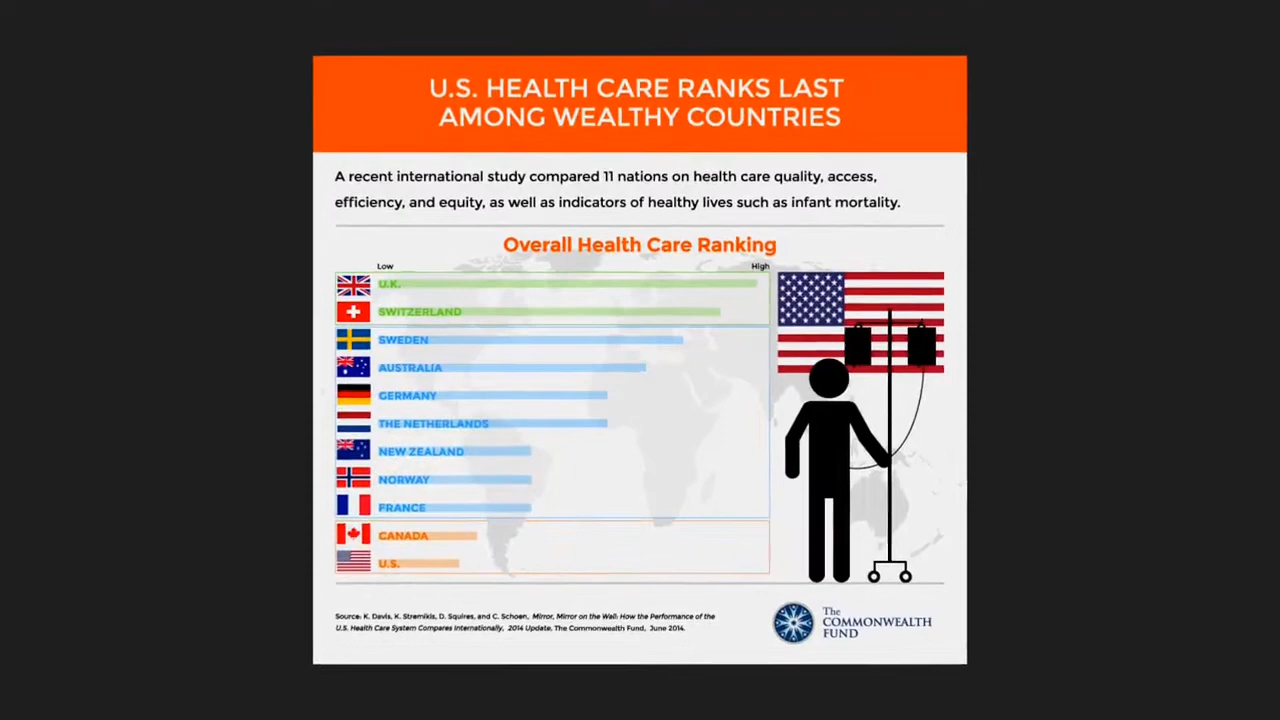 U.S. HEALTH CARE RANKS LAST
AMONG WEALTHY COUNTRIES
A recent international study compared 11 nations on health care quality, access,
efficiency, and equity, as well as indicators of healthy lives such as infant mortality.
Overall Health Care Ranking
Low High
U.K.
SWITZERLAND
SWEDEN
AUSTRALIA
GERMANY
THE NETHERLANDS
NEW ZEALAND
NORWAY
FRANCE
CANADA
U.S.
Source: K. Davis, K. Stremikis, D. Squires, and C. Schoen, Mirror, Mirror on the Wall: How the Performance of the
U.S. Health Care System Compares Internationally, 2014 Update, The Commonwealth Fund, June 2014.
The
COMMONWEALTH
FUND